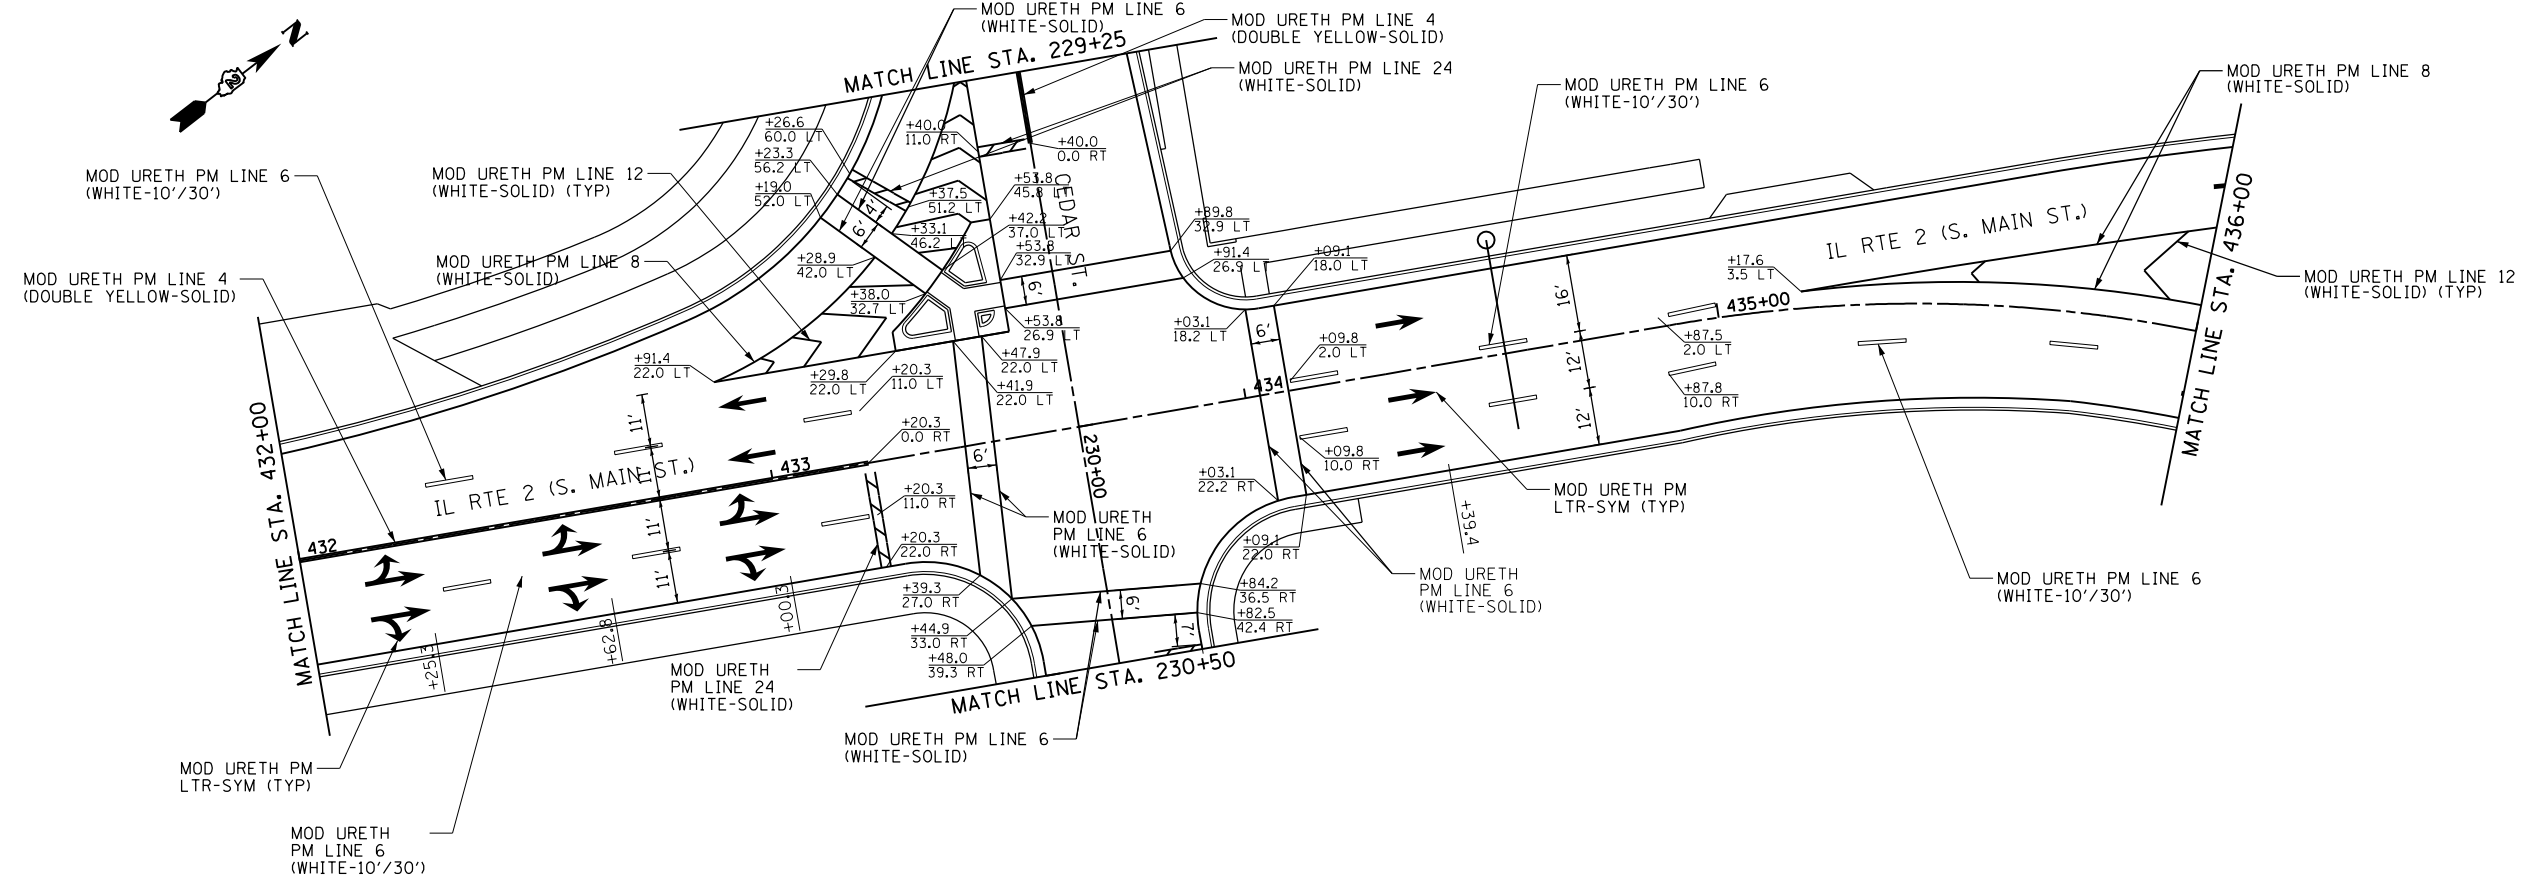 N
2
MOD URETH PM LINE 6
(WHITE-SOLID)
MOD URETH PM LINE 4
(DOUBLE YELLOW-SOLID)
MATCH LINE STA. 229+25
MOD URETH PM LINE 24
(WHITE-SOLID)
MOD URETH PM LINE 6
(WHITE-10'/30')
MOD URETH PM LINE 8
(WHITE-SOLID)
MOD URETH PM LINE 6
(WHITE-10'/30')
MOD URETH PM LINE 12
(WHITE-SOLID) (TYP)
+26.6
60.0 LT
+23.3
56.2 LT
+19.0
52.0 LT
+40.0
11.0 RT
+40.0
0.0 RT
CEDAR ST.
+53.8
45.8 LT
+37.5
51.2 LT
+42.2
37.0 LT
+33.1
46.2 LT
+53.8
32.9 LT
4'
6'
+28.9
42.0 LT
+38.0
32.7 LT
6'
+53.8
26.9 LT
+89.8
32.9 LT
+91.4
26.9 LT
+09.1
18.0 LT
+03.1
18.2 LT
MOD URETH PM LINE 8
(WHITE-SOLID)
MOD URETH PM LINE 4
(DOUBLE YELLOW-SOLID)
+91.4
22.0 LT
+29.8
22.0 LT
+20.3
11.0 LT
+47.9
22.0 LT
+41.9
22.0 LT
+20.3
0.0 RT
6'
+09.8
2.0 LT
434
16'
12'
12'
+17.6
3.5 LT
IL RTE 2 (S. MAIN ST.)
435+00
+87.5
2.0 LT
+87.8
10.0 RT
MATCH LINE STA. 436+00
MOD URETH PM LINE 12
(WHITE-SOLID) (TYP)
MATCH LINE STA. 432+00
432
IL RTE 2 (S. MAIN ST.)
433
11'
11'
11'
11'
6'
230+00
+20.3
11.0 RT
+20.3
22.0 RT
+09.8
10.0 RT
+03.1
22.2 RT
+09.1
22.0 RT
+39.4
MOD URETH PM
LTR-SYM (TYP)
MOD URETH
PM LINE 6
(WHITE-SOLID)
MOD URETH
PM LINE 6
(WHITE-SOLID)
MOD URETH PM LINE 6
(WHITE-10'/30')
+25.3
+62.8
+00.3
+39.3
27.0 RT
+44.9
33.0 RT
+48.0
39.3 RT
6'
7'
+84.2
36.5 RT
+82.5
42.4 RT
MATCH LINE STA. 230+50
MOD URETH
PM LINE 24
(WHITE-SOLID)
MOD URETH PM LINE 6
(WHITE-SOLID)
MOD URETH PM
LTR-SYM (TYP)
MOD URETH
PM LINE 6
(WHITE-10'/30')